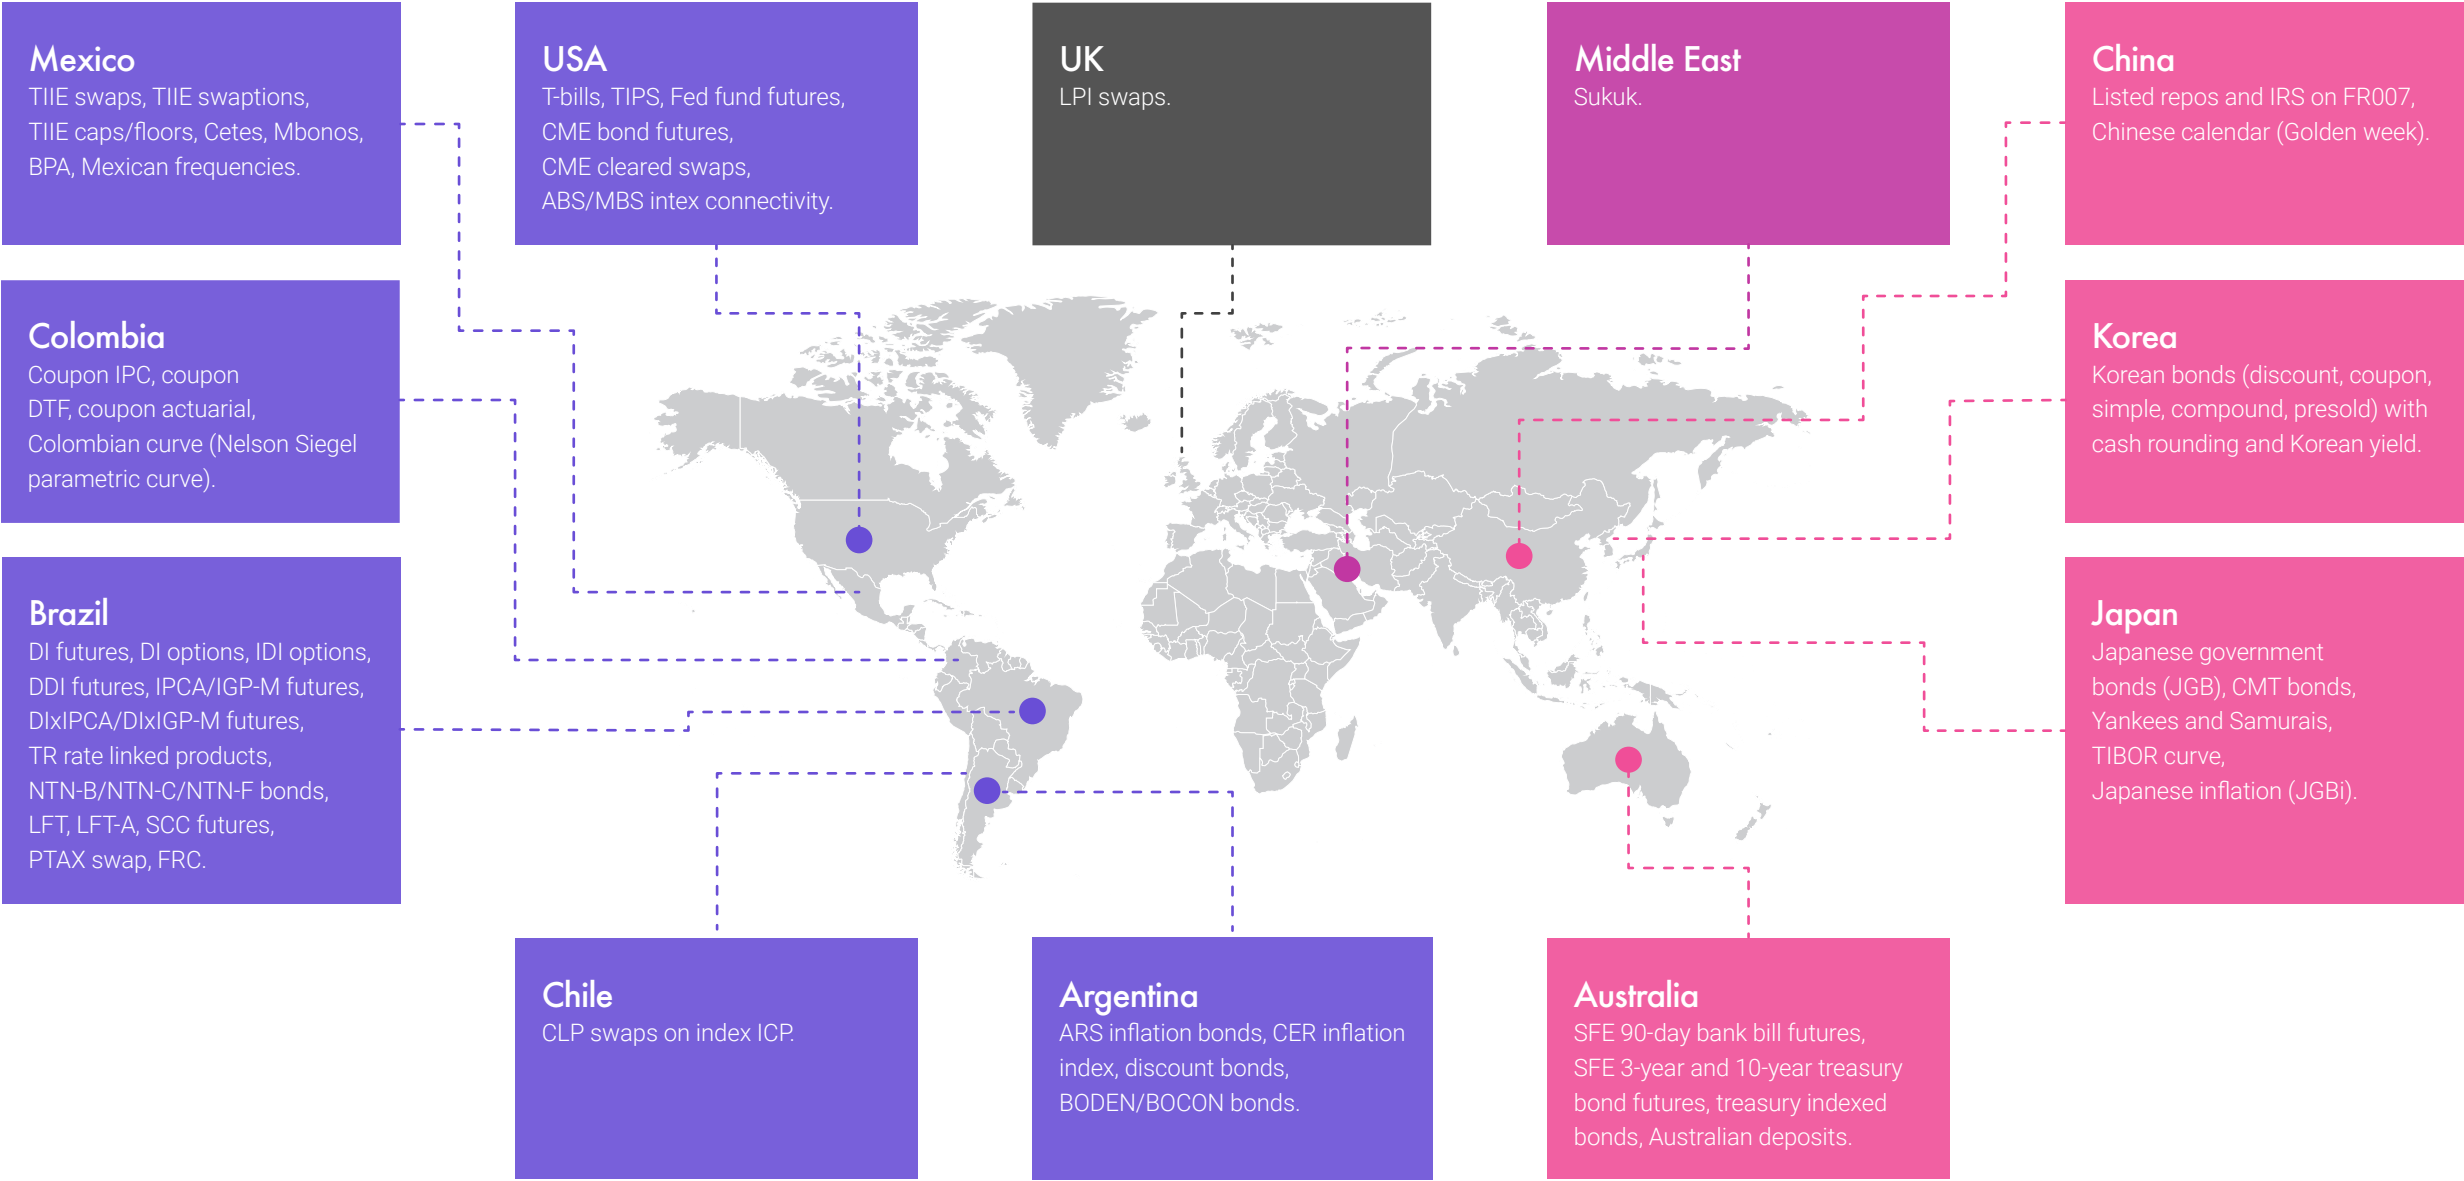 Mexico
TIIE swaps, TIIE swaptions,
TIIE caps/floors, Cetes, Mbonos,
BPA, Mexican frequencies.
USA
T-bills, TIPS, Fed fund futures,
CME bond futures,
CME cleared swaps,
ABS/MBS intex connectivity.
UK
LPI swaps.
Middle East
Sukuk.
China
Listed repos and IRS on FR007,
Chinese calendar (Golden week).
Colombia
Coupon IPC, coupon
DTF, coupon actuarial,
Colombian curve (Nelson Siegel
parametric curve).
Korea
Korean bonds (discount, coupon,
simple, compound, presold) with
cash rounding and Korean yield.
Brazil
DI futures, DI options, IDI options,
DDI futures, IPCA/IGP-M futures,
DIxIPCA/DIxIGP-M futures,
TR rate linked products,
NTN-B/NTN-C/NTN-F bonds,
LFT, LFT-A, SCC futures,
PTAX swap, FRC.
Japan
Japanese government
bonds (JGB), CMT bonds,
Yankees and Samurais,
TIBOR curve,
Japanese inflation (JGBi).
Chile
CLP swaps on index ICP.
Argentina
ARS inflation bonds, CER inflation
index, discount bonds,
BODEN/BOCON bonds.
Australia
SFE 90-day bank bill futures,
SFE 3-year and 10-year treasury
bond futures, treasury indexed
bonds, Australian deposits.